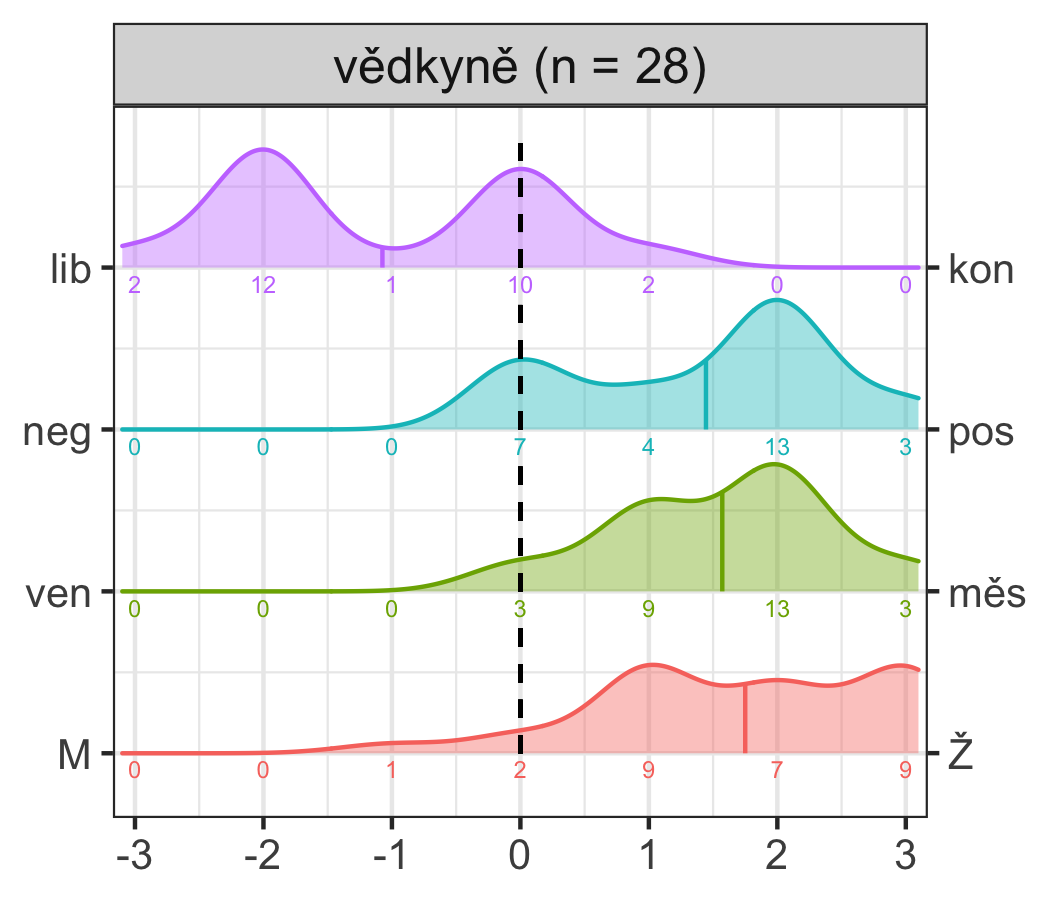 vědkyně (n = 28)
lib kon
2 12 1 10 2 0 0
neg pos
0 0 0 7 4 13 3
ven měs
0 0 0 3 9 13 3
M Ž
0 0 1 2 9 7 9
-3 -2 -1 0 1 2 3